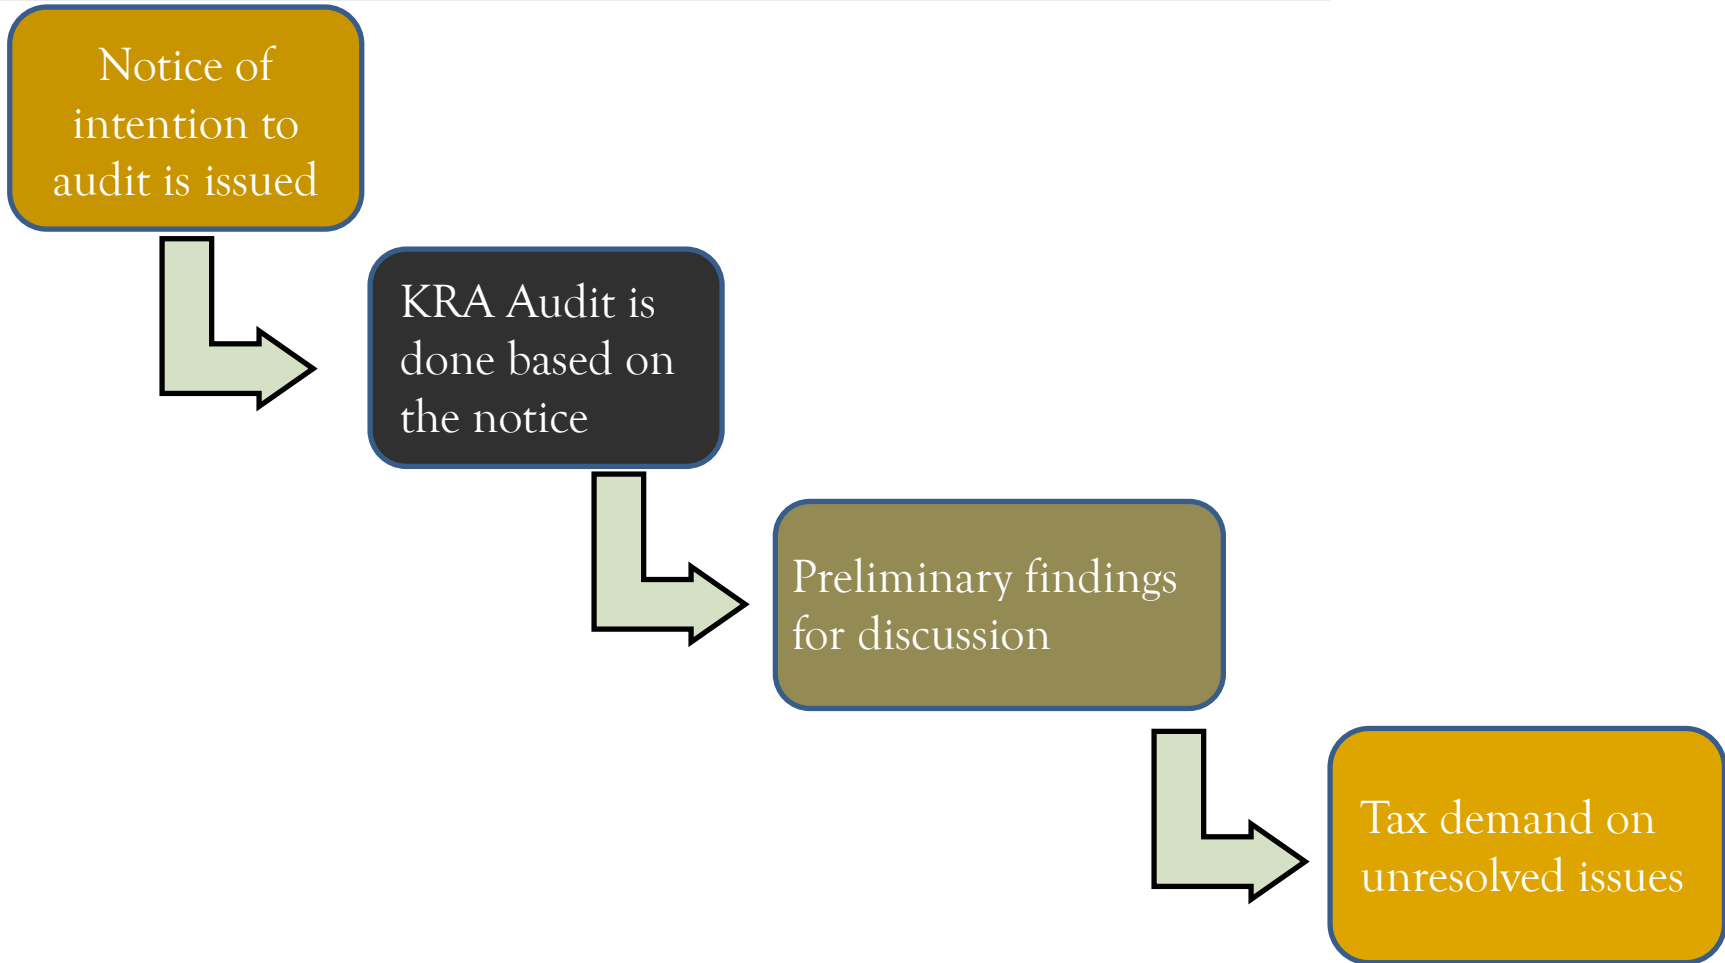 Notice of
intention to
audit is issued
KRA Audit is
done based on
the notice
Preliminary findings
for discussion
Tax demand on
unresolved issues